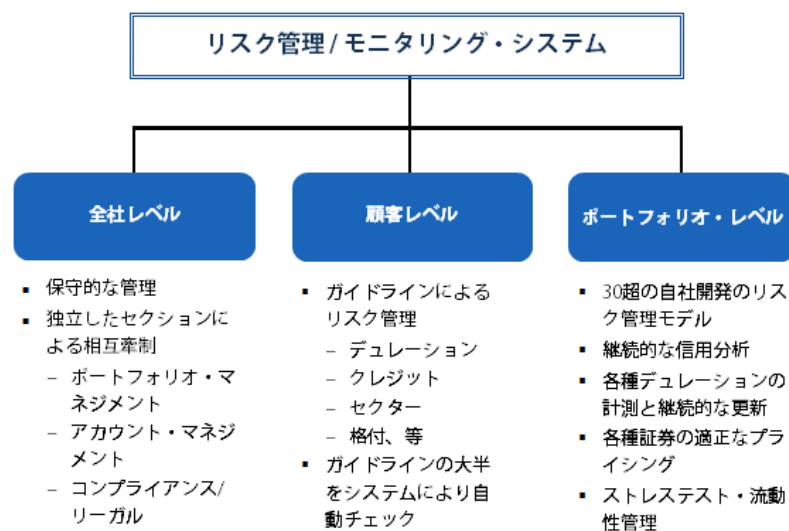 リスク管理 / モニタリング・システム
全社レベル
▪ 保守的な管理
▪ 独立したセクションに
よる相互牽制
– ポートフォリオ・マ
ネジメント
– アカウント・マネジ
メント
– コンプライアンス/
リーガル
顧客レベル
▪ ガイドラインによる
リスク管理
– デュレーション
– クレジット
– セクター
– 格付、等
▪ ガイドラインの大半
をシステムにより自
動チェック
ポートフォリオ・レベル
▪ 30超の自社開発のリス
ク管理モデル
▪ 継続的な信用分析
▪ 各種デュレーションの
計測と継続的な更新
▪ 各種証券の適正なプラ
イシング
▪ ストレステスト・流動
性管理